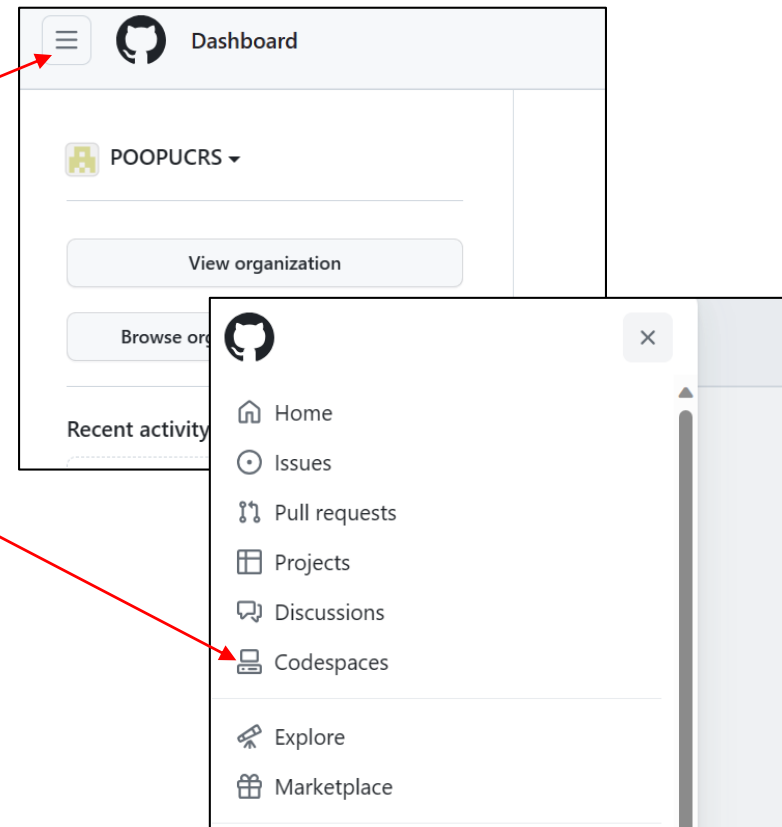 Dashboard
POOPUCRS
View organization
Browse org
Recent activity
Home
Issues
Pull requests
Projects
Discussions
Codespaces
Explore
Marketplace